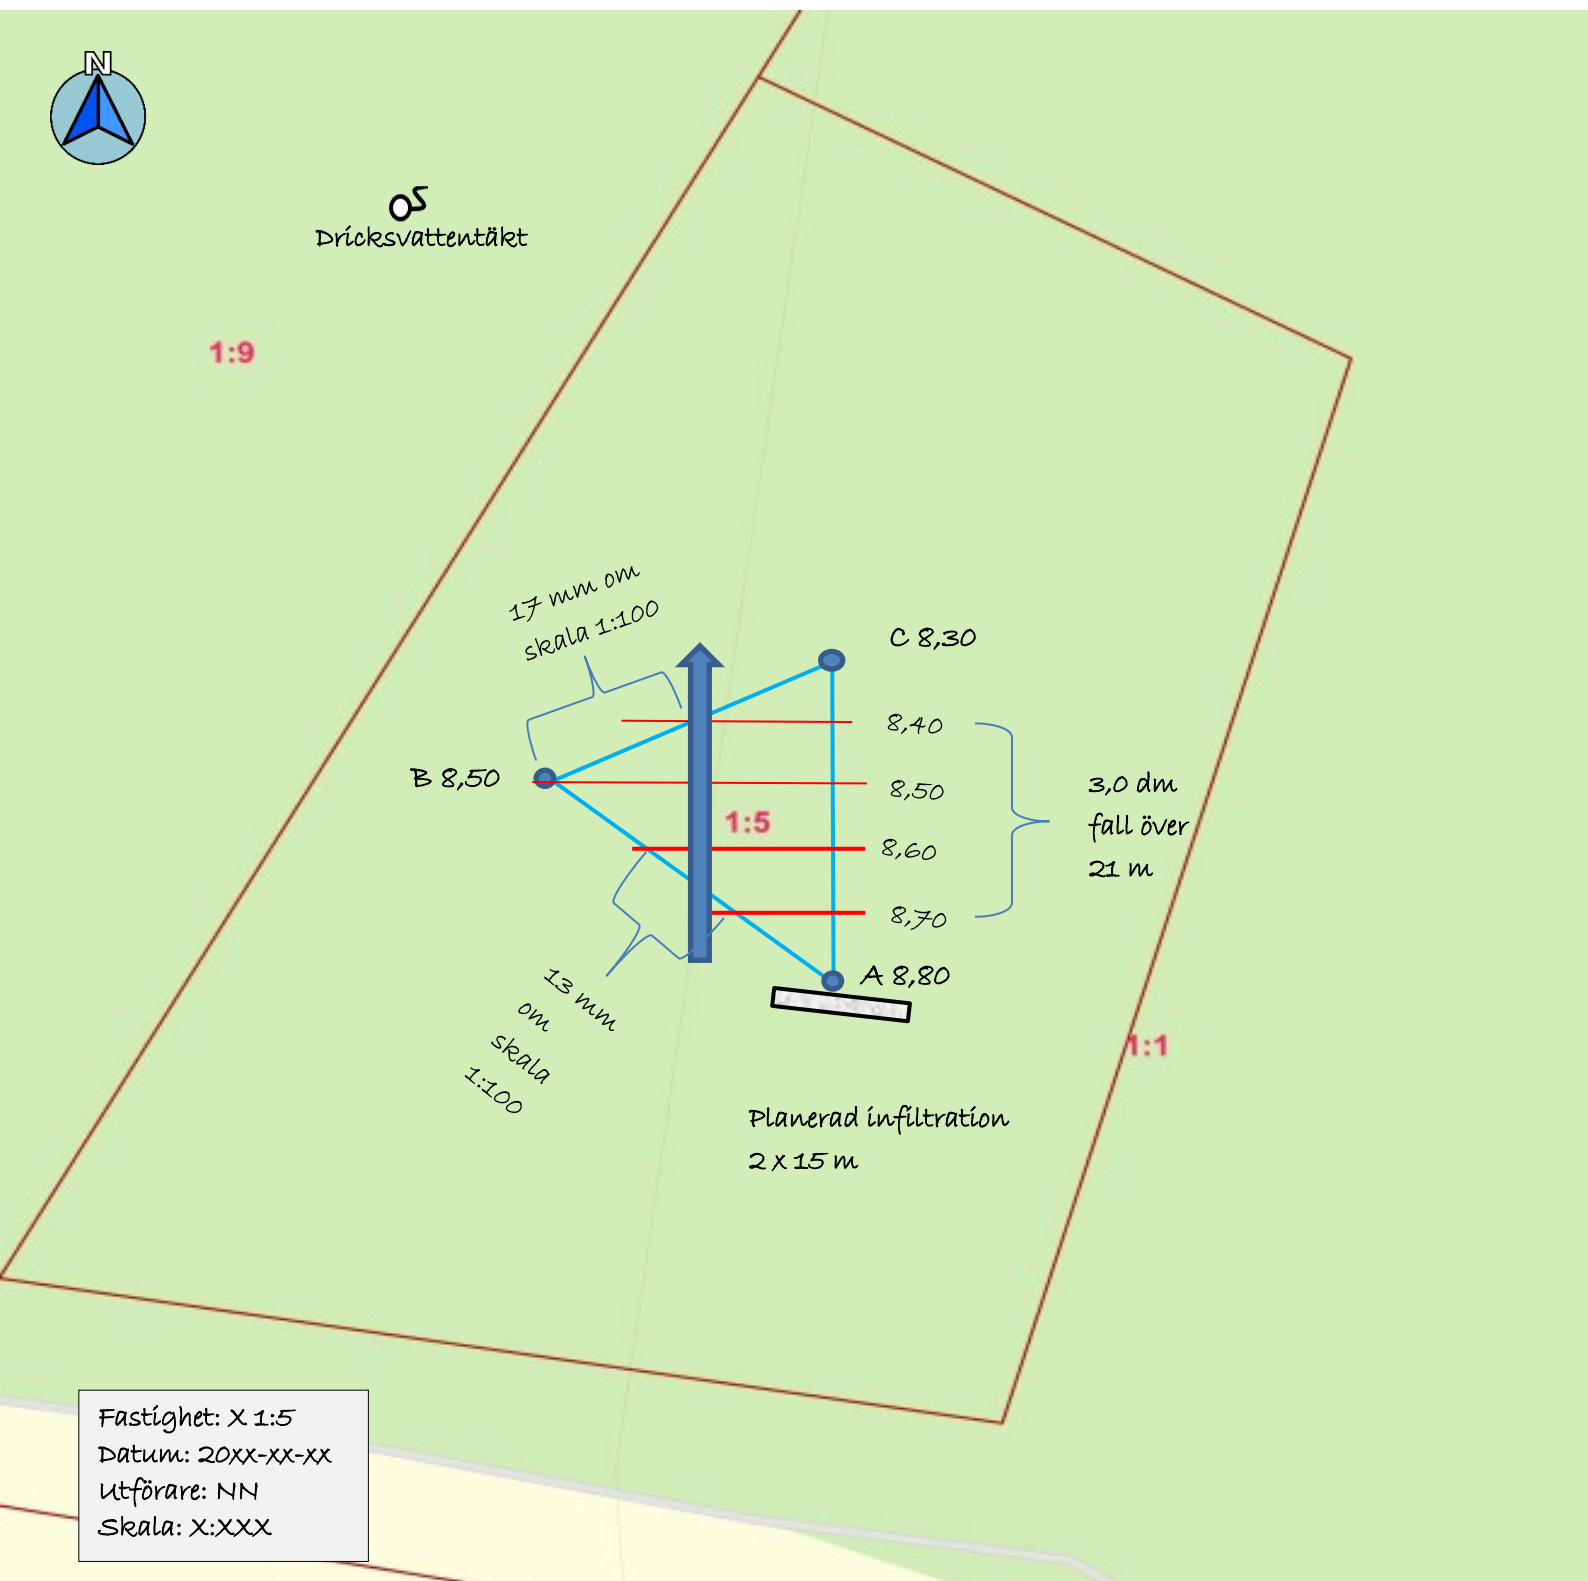 N
Dricksvattentäkt
1:9
17 mm om
skala 1:100
C 8,30
8,40
B 8,50
8,50
3,0 dm
fall över
21 m
1:5
8,60
8,70
A 8,80
13 mm
om
skala
1:100
1:1
Planerad infiltration
2 x 15 m
Fastighet: X 1:5
Datum: 20xx-xx-xx
Utförare: NN
Skala: X:XXX